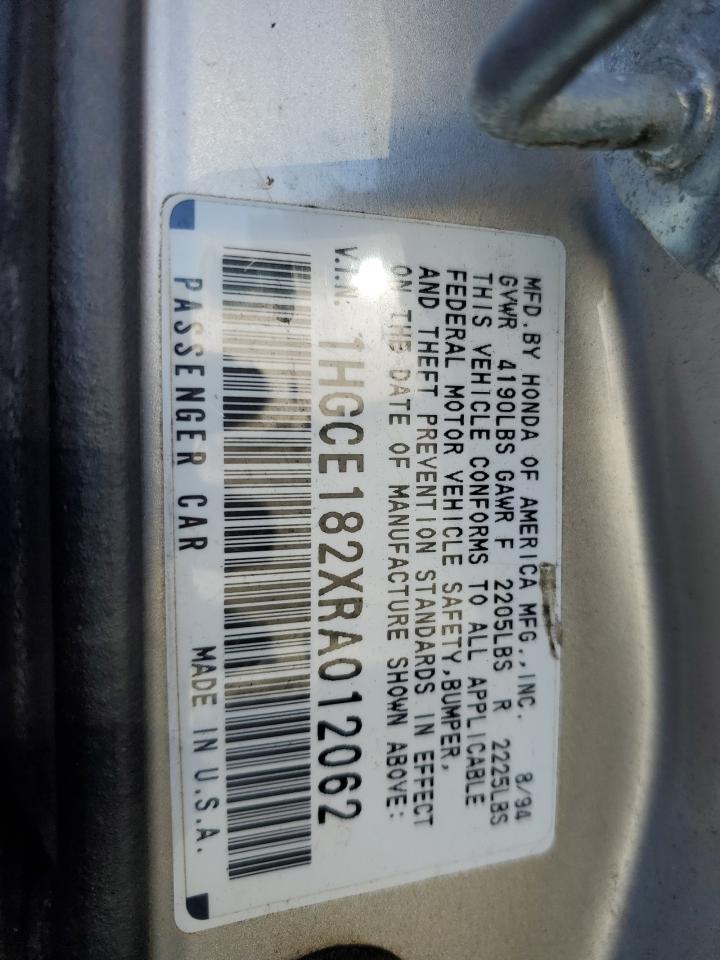 MFD.BY HONDA OF AMERICA MFG.,INC. 8/94
GVWR 4190LBS GAWR F 2205LBS R 2225LBS
THIS VEHICLE CONFORMS TO ALL APPLICABLE
FEDERAL MOTOR VEHICLE SAFETY,BUMPER,
AND THEFT PREVENTION STANDARDS IN EFFECT
ON THE DATE OF MANUFACTURE SHOWN ABOVE:
V.I.N: 1HGCE182XRA012062
PASSENGER CAR MADE IN U.S.A.